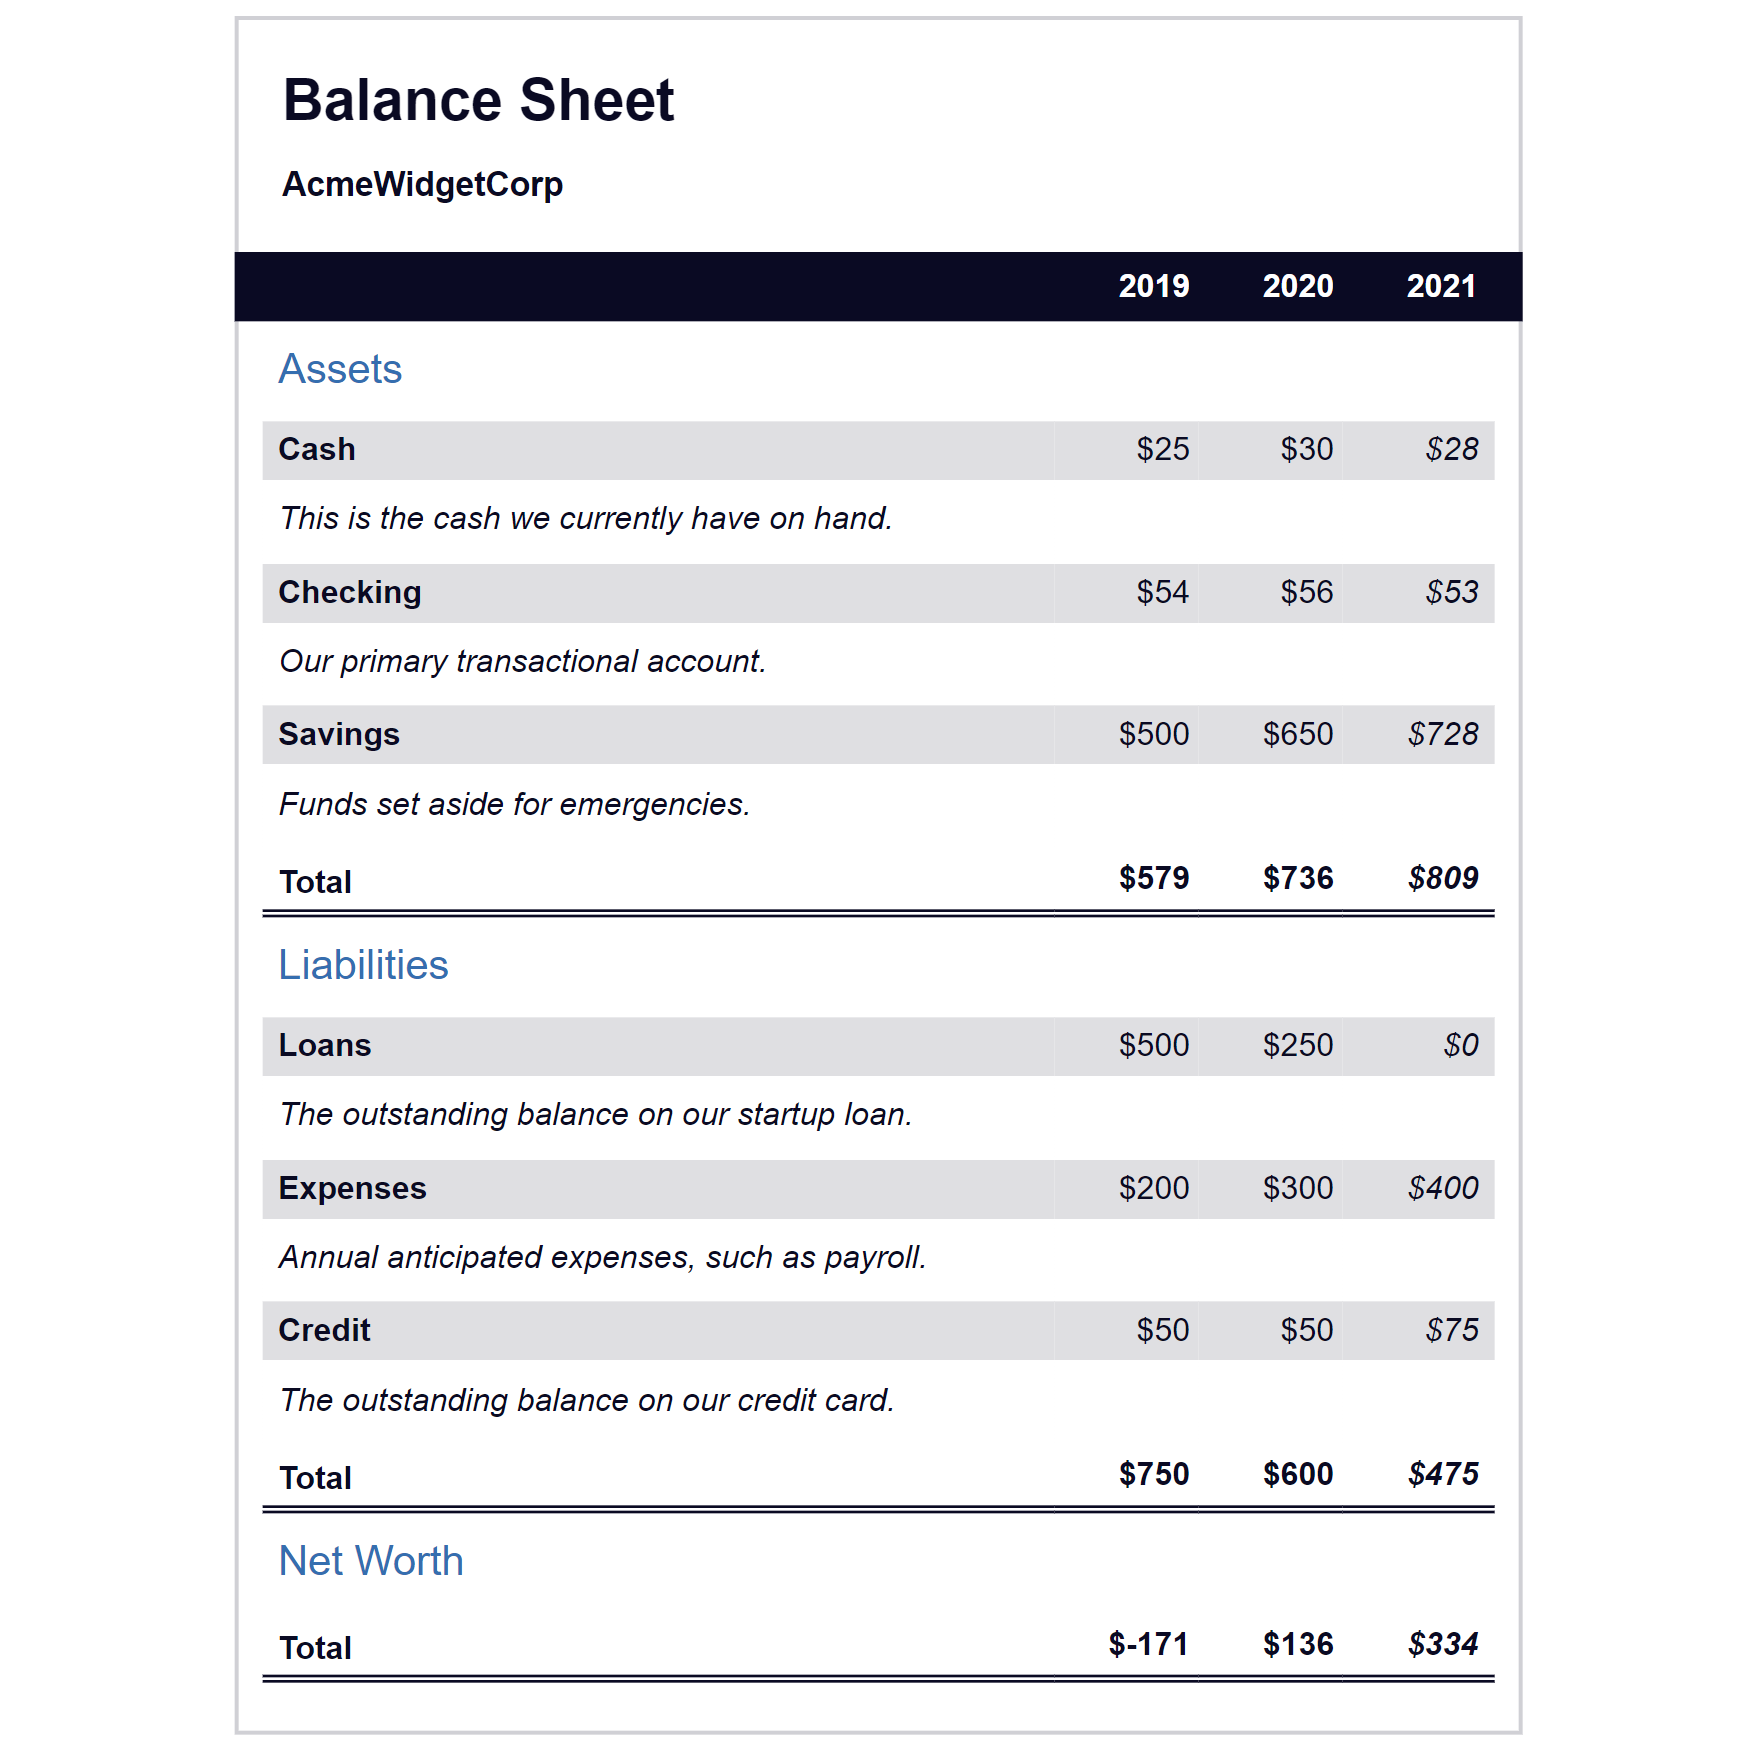 Balance Sheet
AcmeWidgetCorp
2019 2020 2021
Assets
Cash $25 $30 $28
This is the cash we currently have on hand.
Checking $54 $56 $53
Our primary transactional account.
Savings $500 $650 $728
Funds set aside for emergencies.
Total $579 $736 $809
Liabilities
Loans $500 $250 $0
The outstanding balance on our startup loan.
Expenses $200 $300 $400
Annual anticipated expenses, such as payroll.
Credit $50 $50 $75
The outstanding balance on our credit card.
Total $750 $600 $475
Net Worth
Total $-171 $136 $334